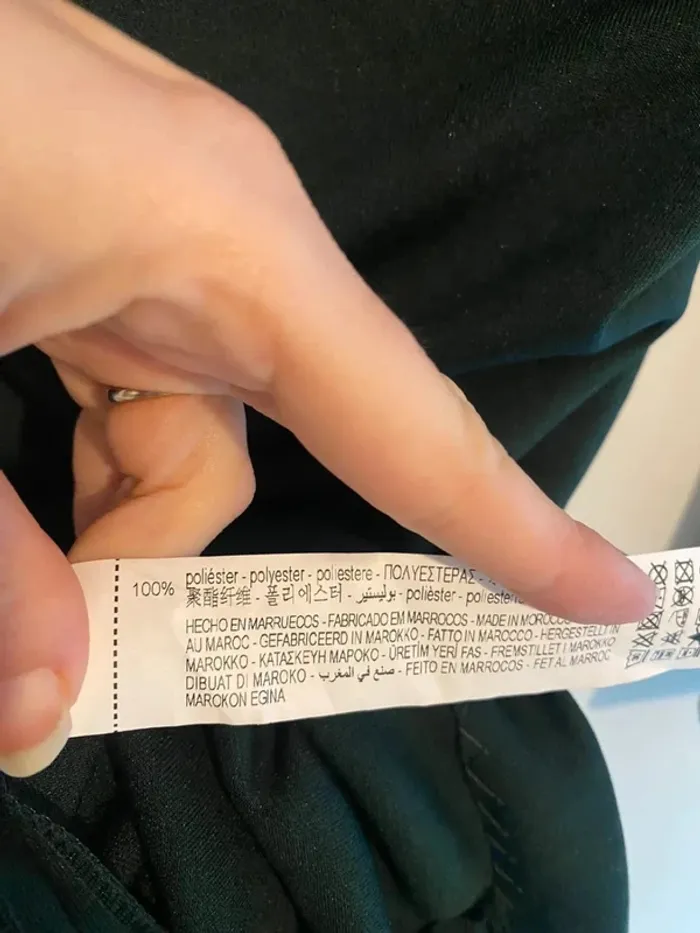 100% poliéster - polyester - poliestere - ΠΟΛΥΕΣΤΕΡΑΣ -
聚酯纤维 - 폴리에스터 - بوليستير - polièster - poliesterra
HECHO EN MARRUECOS - FABRICADO EM MARROCOS - MADE IN MOROCCO
AU MAROC - GEFABRICEERD IN MAROKKO - FATTO IN MAROCCO - HERGESTELLT IN
MAROKKO - ΚΑΤΑΣΚΕΥΗ ΜΑΡΟΚΟ - ÜRETİM YERİ FAS - FREMSTILLET I MAROKKO
DIBUAT DI MAROKO - صنع في المغرب - FEITO EN MARROCOS - FET AL MARROC
MAROKON EGINA